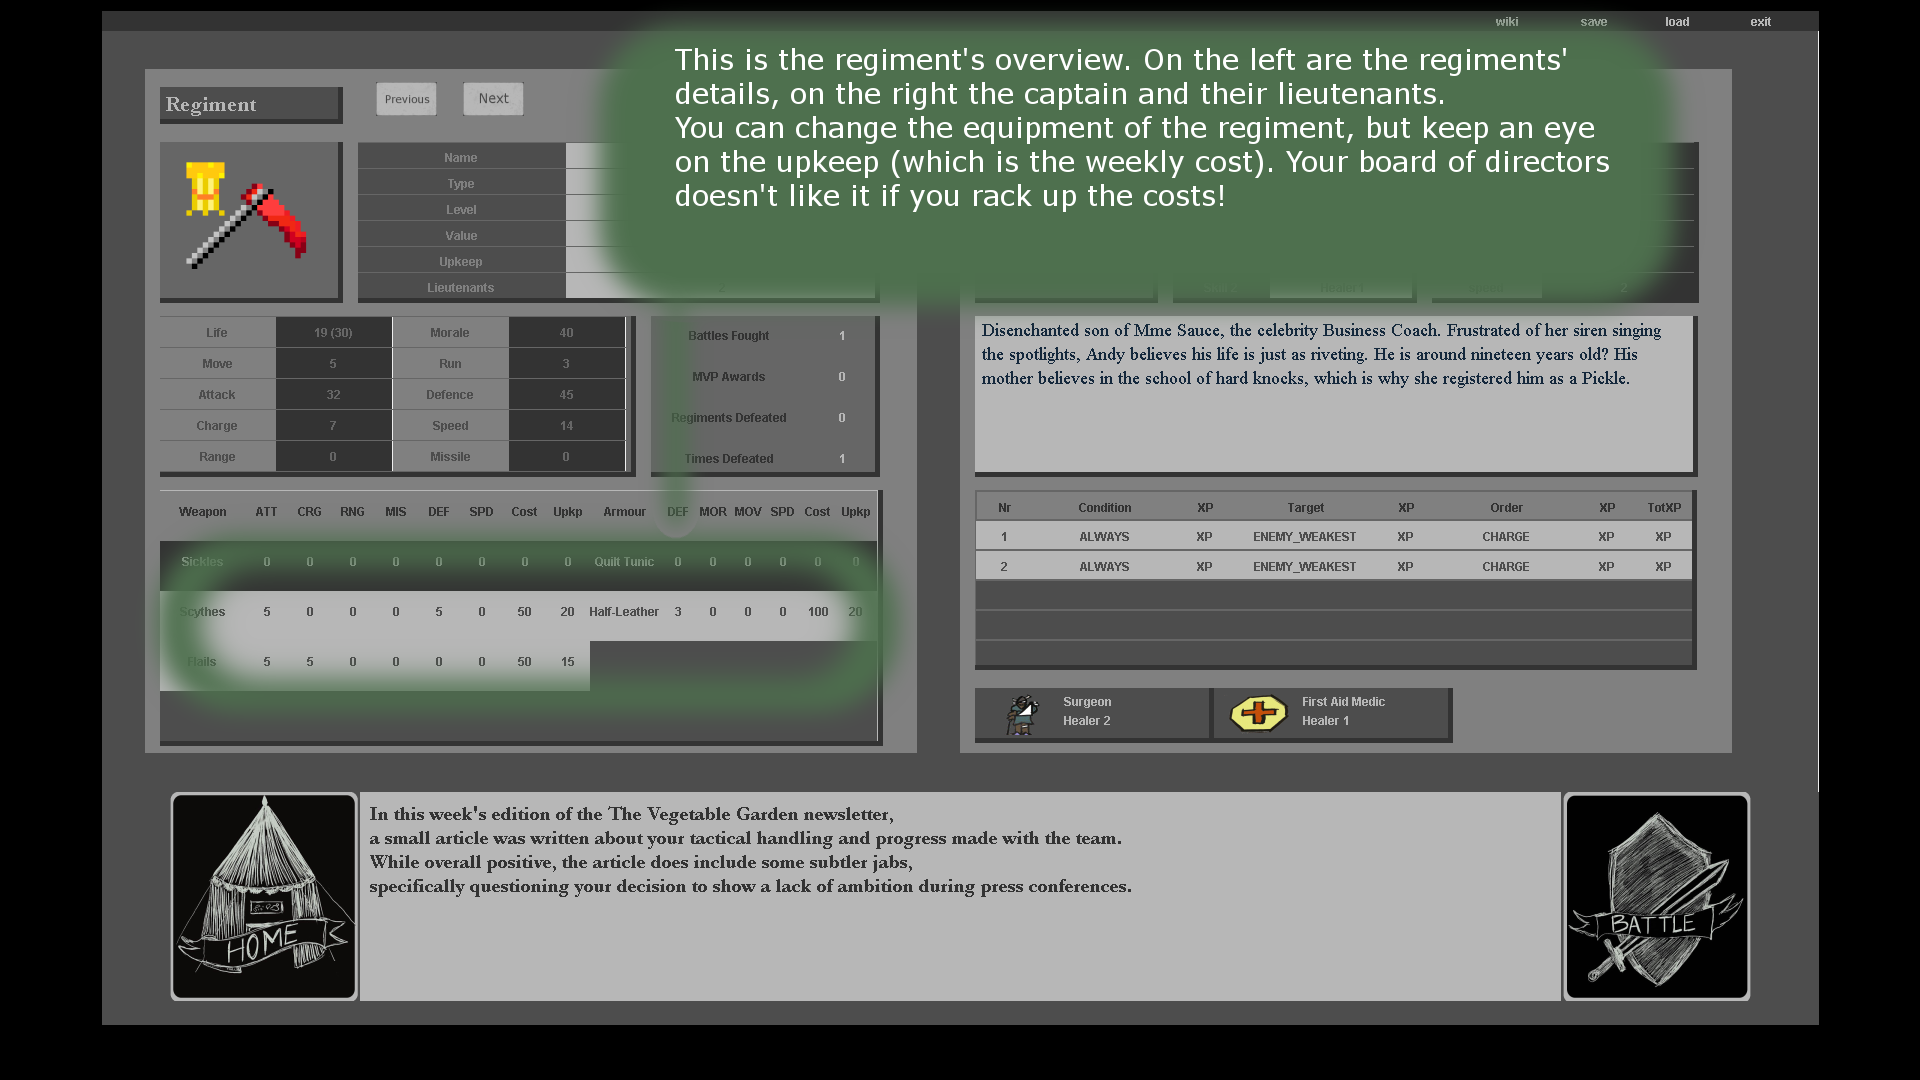 wiki save load exit
This is the regiment's overview. On the left are the regiments'
details, on the right the captain and their lieutenants.
You can change the equipment of the regiment, but keep an eye
on the upkeep (which is the weekly cost). Your board of directors
doesn't like it if you rack up the costs!
Regiment
Previous Next
Name
Type
Level
Value
Upkeep
Lieutenants 2
2
Life 19 (30) Morale 40
Move 5 Run 3
Attack 32 Defence 45
Charge 7 Speed 14
Range 0 Missile 0
Battles Fought 1
MVP Awards 0
Regiments Defeated 0
Times Defeated 1
Disenchanted son of Mme Sauce, the celebrity Business Coach. Frustrated of her siren singing
the spotlights, Andy believes his life is just as riveting. He is around nineteen years old? His
mother believes in the school of hard knocks, which is why she registered him as a Pickle.
Weapon ATT CRG RNG MIS DEF SPD Cost Upkp Armour DEF MOR MOV SPD Cost Upkp
Sickles 0 0 0 0 0 0 0 0 Quilt Tunic 0 0 0 0 0 0
Scythes 5 0 0 0 5 0 50 20 Half-Leather 3 0 0 0 100 20
Flails 5 5 0 0 0 0 50 15
Nr Condition XP Target XP Order XP TotXP
1 ALWAYS XP ENEMY_WEAKEST XP CHARGE XP XP
2 ALWAYS XP ENEMY_WEAKEST XP CHARGE XP XP
Surgeon
Healer 2
First Aid Medic
Healer 1
HOME
In this week's edition of the The Vegetable Garden newsletter,
a small article was written about your tactical handling and progress made with the team.
While overall positive, the article does include some subtler jabs,
specifically questioning your decision to show a lack of ambition during press conferences.
BATTLE